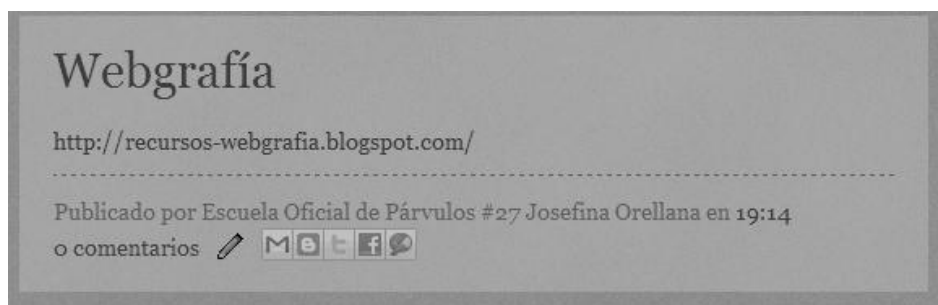 Webgrafía
http://recursos-webgrafia.blogspot.com/
Publicado por Escuela Oficial de Párvulos #27 Josefina Orellana en 19:14
0 comentarios